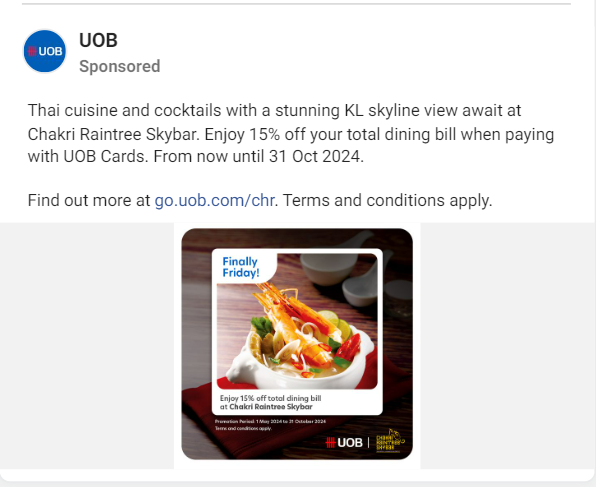 UOB
UOB
Sponsored
Thai cuisine and cocktails with a stunning KL skyline view await at
Chakri Raintree Skybar. Enjoy 15% off your total dining bill when paying
with UOB Cards. From now until 31 Oct 2024.
Find out more at go.uob.com/chr. Terms and conditions apply.
Finally
Friday!
Enjoy 15% off total dining bill
at Chakri Raintree Skybar
Promotion Period: 1 May 2024 to 31 October 2024
Terms and conditions apply.
UOB
CHAKRI
RAINTREE
SKYBAR